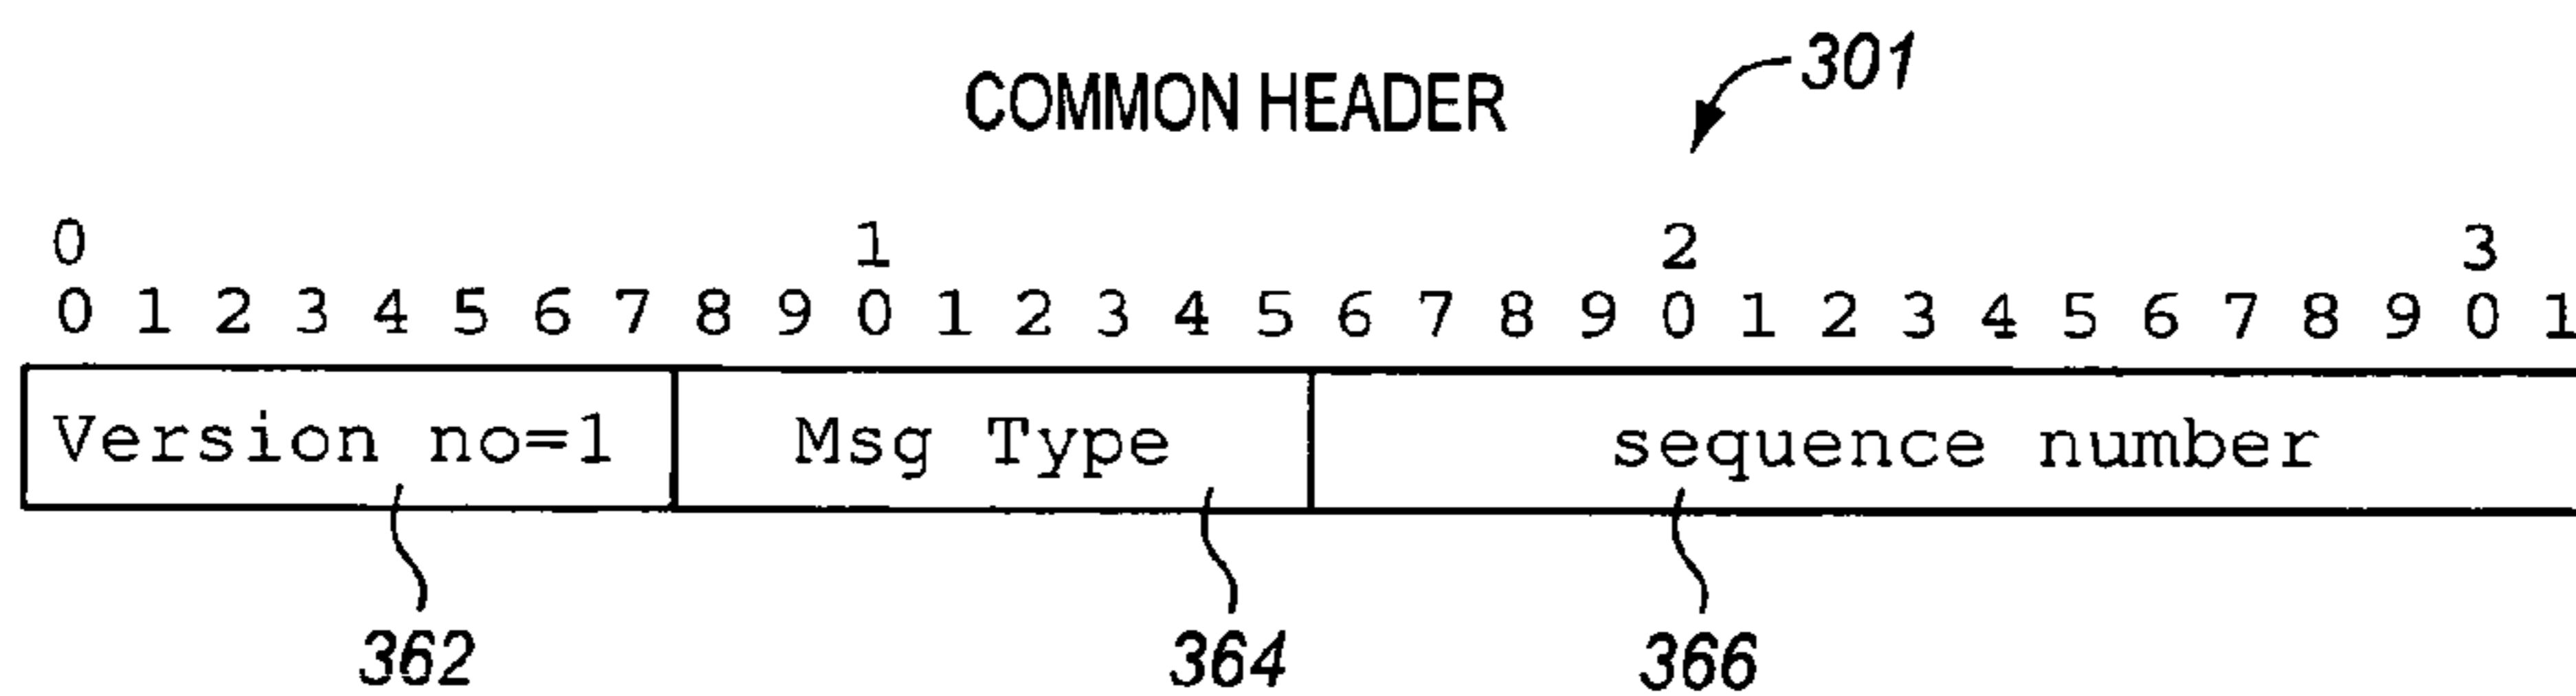 COMMON HEADER 301
0 1 2 3
0 1 2 3 4 5 6 7 8 9 0 1 2 3 4 5 6 7 8 9 0 1 2 3 4 5 6 7 8 9 0 1
Version no=1 Msg Type sequence number
362 364 366